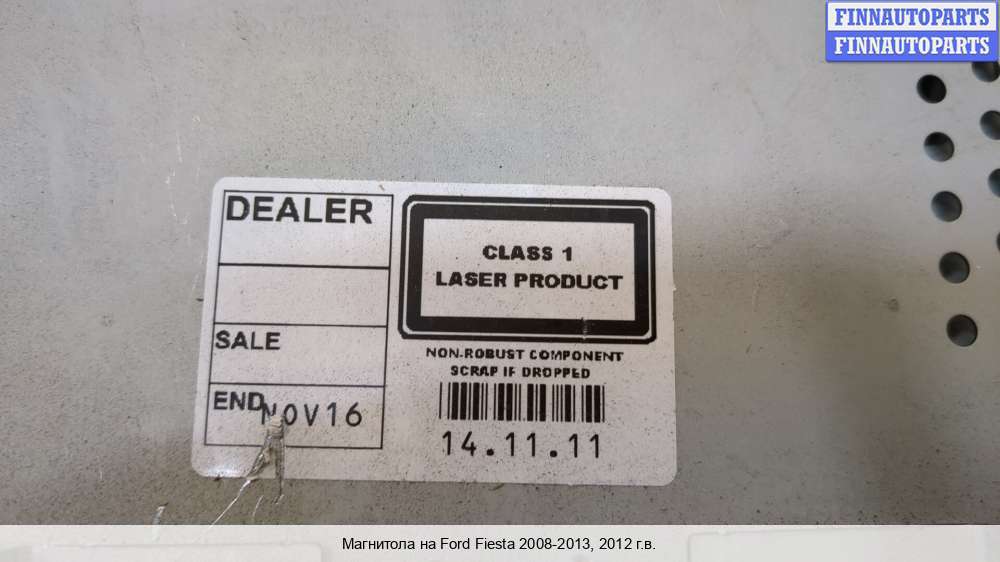 FINNAUTOPARTS
FINNAUTOPARTS
DEALER
SALE
END NOV16
CLASS 1
LASER PRODUCT
NON-ROBUST COMPONENT
SCRAP IF DROPPED
14.11.11
Магнитола на Ford Fiesta 2008-2013, 2012 г.в.